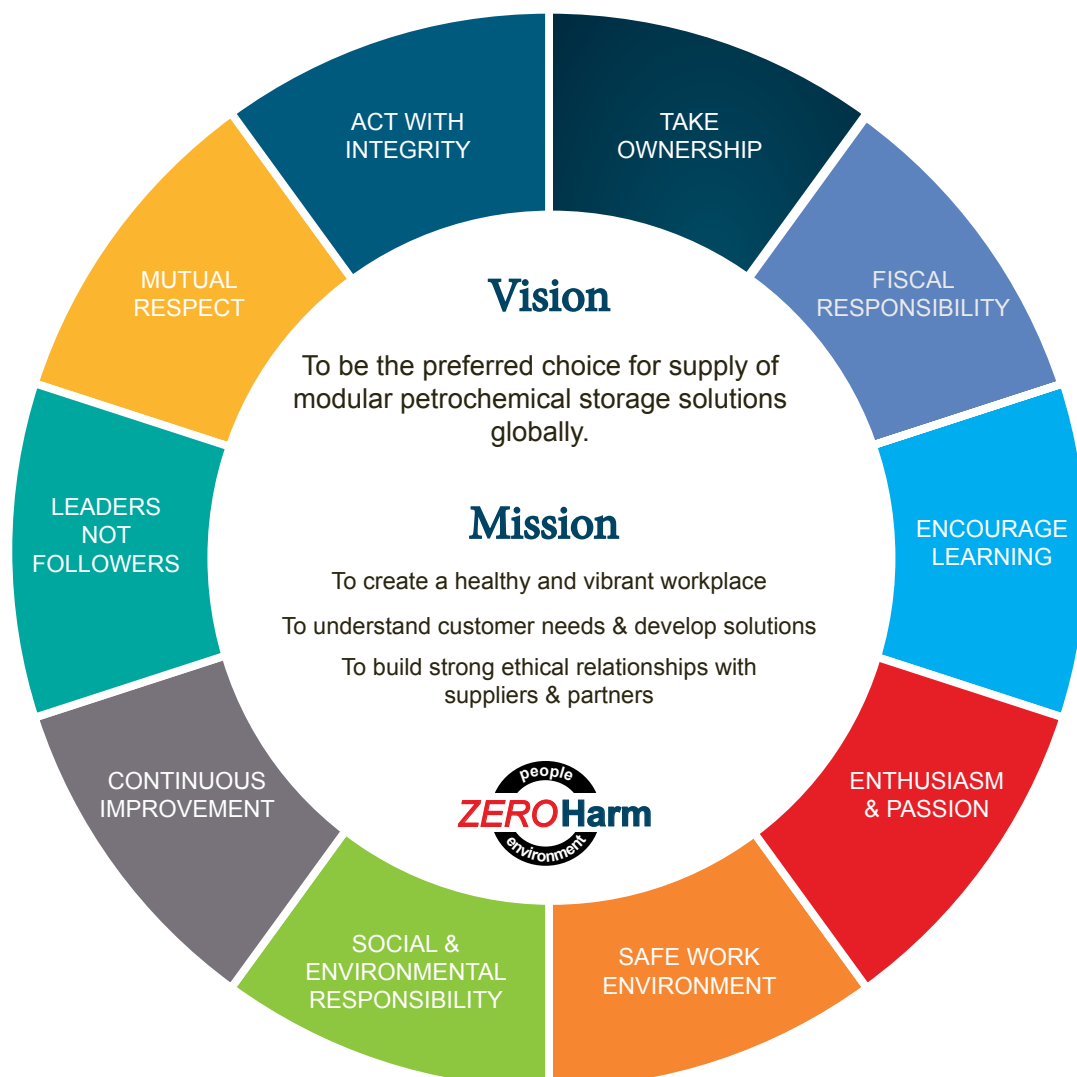 ACT WITH
INTEGRITY
TAKE
OWNERSHIP
FISCAL
RESPONSIBILITY
ENCOURAGE
LEARNING
ENTHUSIASM
& PASSION
SAFE WORK
ENVIRONMENT
SOCIAL &
ENVIRONMENTAL
RESPONSIBILITY
CONTINUOUS
IMPROVEMENT
LEADERS
NOT
FOLLOWERS
MUTUAL
RESPECT
Vision
To be the preferred choice for supply of
modular petrochemical storage solutions
globally.
Mission
To create a healthy and vibrant workplace
To understand customer needs & develop solutions
To build strong ethical relationships with
suppliers & partners
people
ZEROHarm
environment